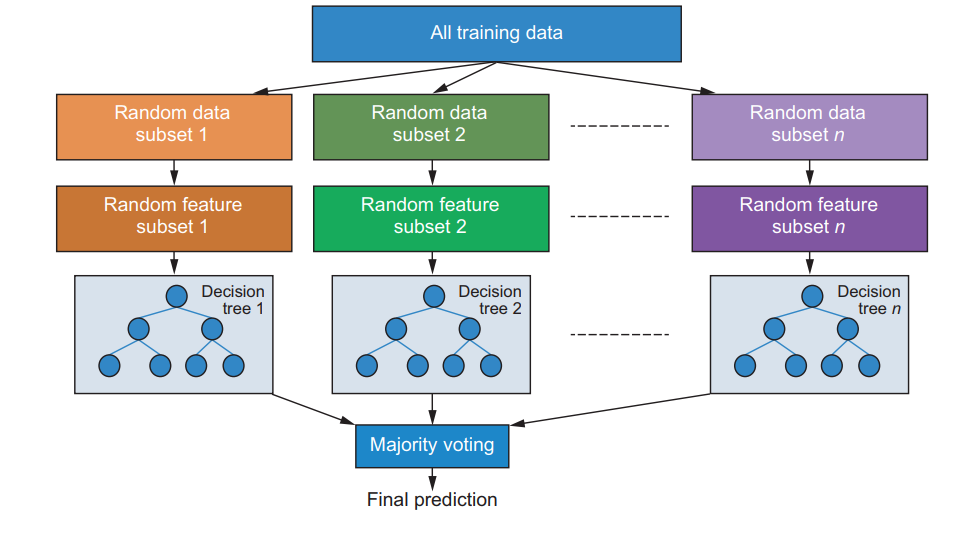 All training data
Random data
subset 1
Random data
subset 2
Random data
subset n
Random feature
subset 1
Random feature
subset 2
Random feature
subset n
Decision
tree 1
Decision
tree 2
Decision
tree n
Majority voting
Final prediction